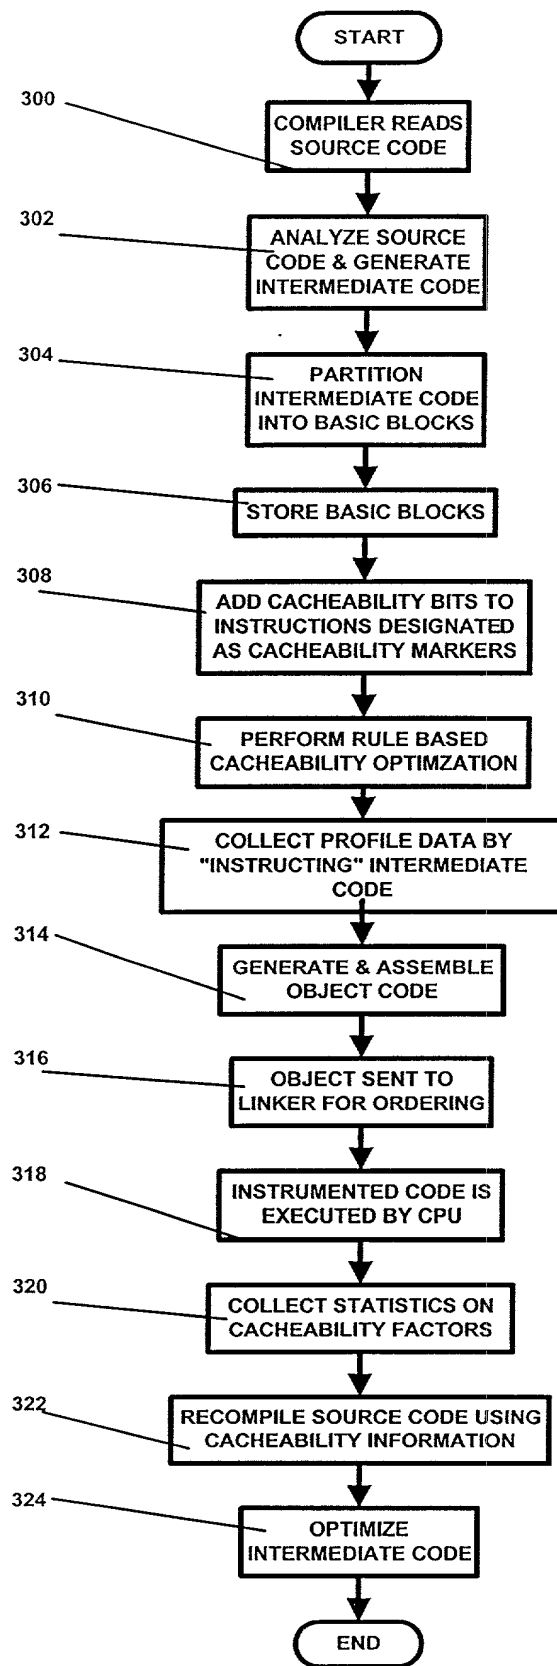 START
300
COMPILER READS
SOURCE CODE
302
ANALYZE SOURCE
CODE & GENERATE
INTERMEDIATE CODE
304
PARTITION
INTERMEDIATE CODE
INTO BASIC BLOCKS
306
STORE BASIC BLOCKS
308
ADD CACHEABILITY BITS TO
INSTRUCTIONS DESIGNATED
AS CACHEABILITY MARKERS
310
PERFORM RULE BASED
CACHEABILITY OPTIMZATION
312
COLLECT PROFILE DATA BY
"INSTRUCTING" INTERMEDIATE
CODE
314
GENERATE & ASSEMBLE
OBJECT CODE
316
OBJECT SENT TO
LINKER FOR ORDERING
318
INSTRUMENTED CODE IS
EXECUTED BY CPU
320
COLLECT STATISTICS ON
CACHEABILITY FACTORS
322
RECOMPILE SOURCE CODE USING
CACHEABILITY INFORMATION
324
OPTIMIZE
INTERMEDIATE CODE
END